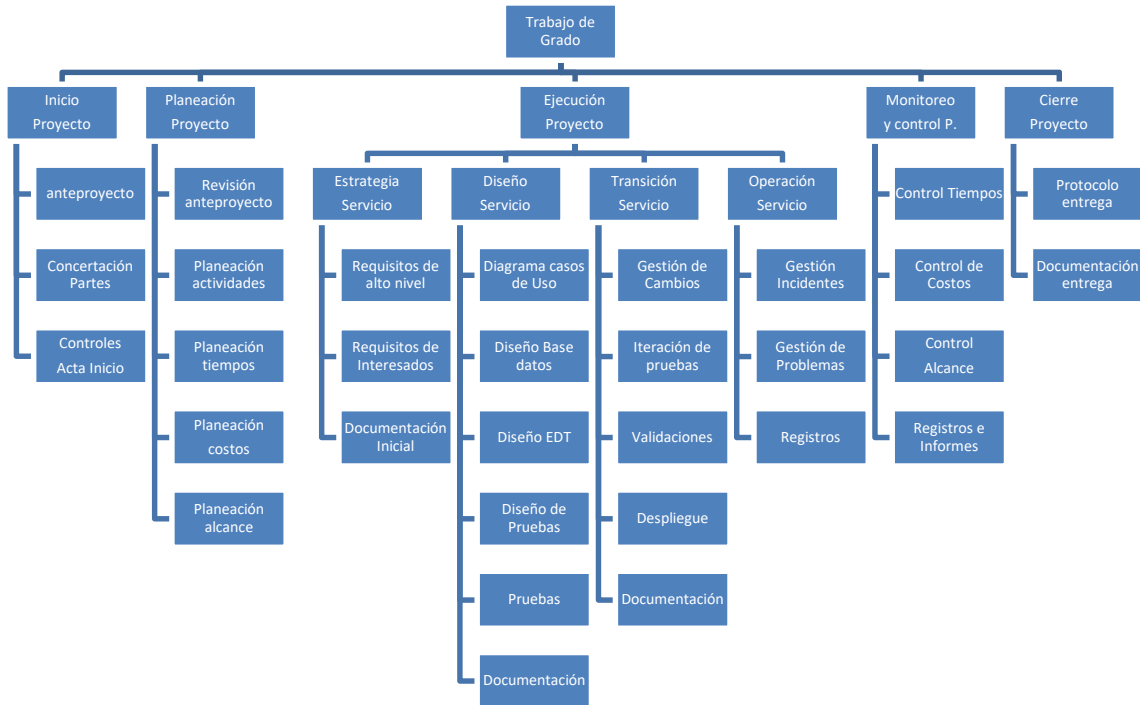 Trabajo de
Grado
Inicio
Proyecto
Planeación
Proyecto
Ejecución
Proyecto
Monitoreo
y control P.
Cierre
Proyecto
anteproyecto
Concertación
Partes
Controles
Acta Inicio
Revisión
anteproyecto
Planeación
actividades
Planeación
tiempos
Planeación
costos
Planeación
alcance
Estrategia
Servicio
Requisitos de
alto nivel
Requisitos de
Interesados
Documentación
Inicial
Diseño
Servicio
Diagrama casos
de Uso
Diseño Base
datos
Diseño EDT
Diseño de
Pruebas
Pruebas
Documentación
Transición
Servicio
Gestión de
Cambios
Iteración de
pruebas
Validaciones
Despliegue
Documentación
Operación
Servicio
Gestión
Incidentes
Gestión de
Problemas
Registros
Control Tiempos
Control de
Costos
Control
Alcance
Registros e
Informes
Protocolo
entrega
Documentación
entrega